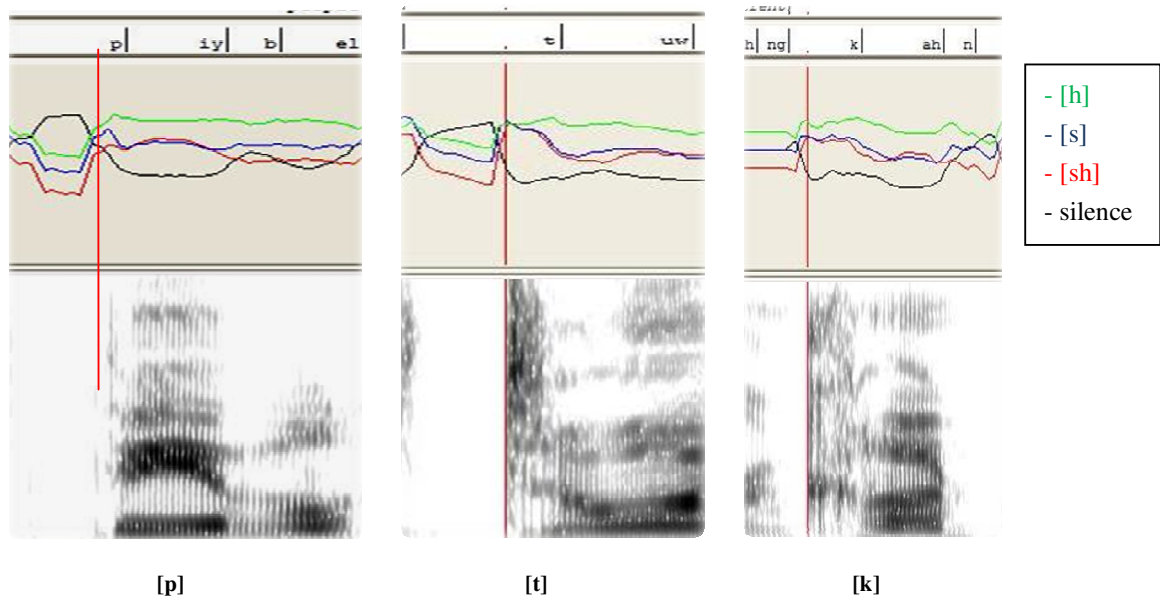 p iy b el
t uw
h ng k ah n
- [h]
- [s]
- [sh]
- silence
[p] [t] [k]